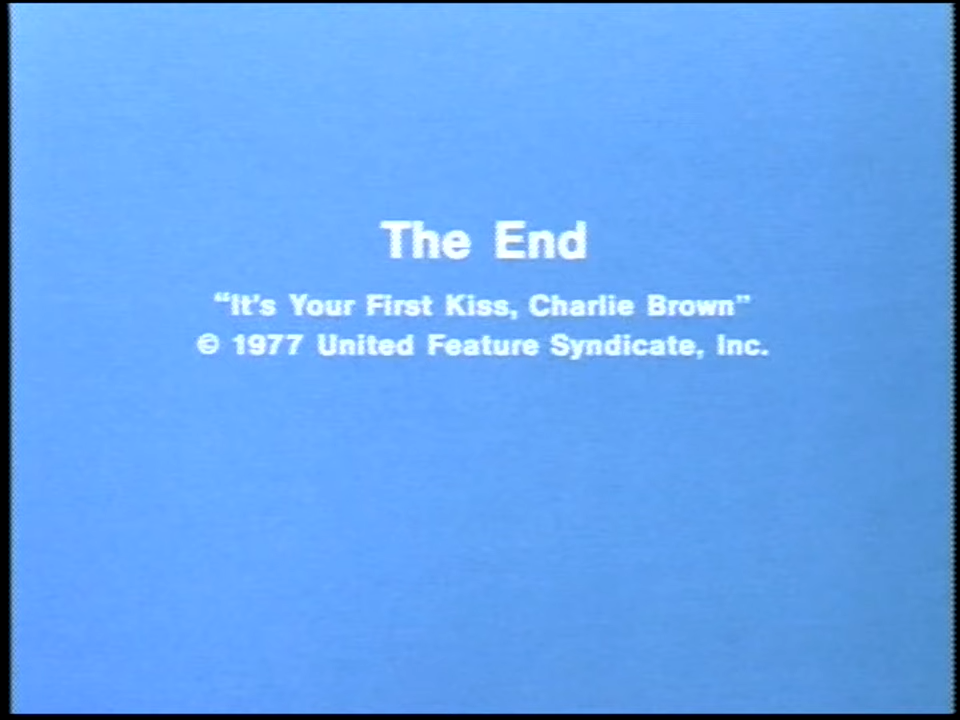 The End
“It's Your First Kiss, Charlie Brown”
© 1977 United Feature Syndicate, Inc.